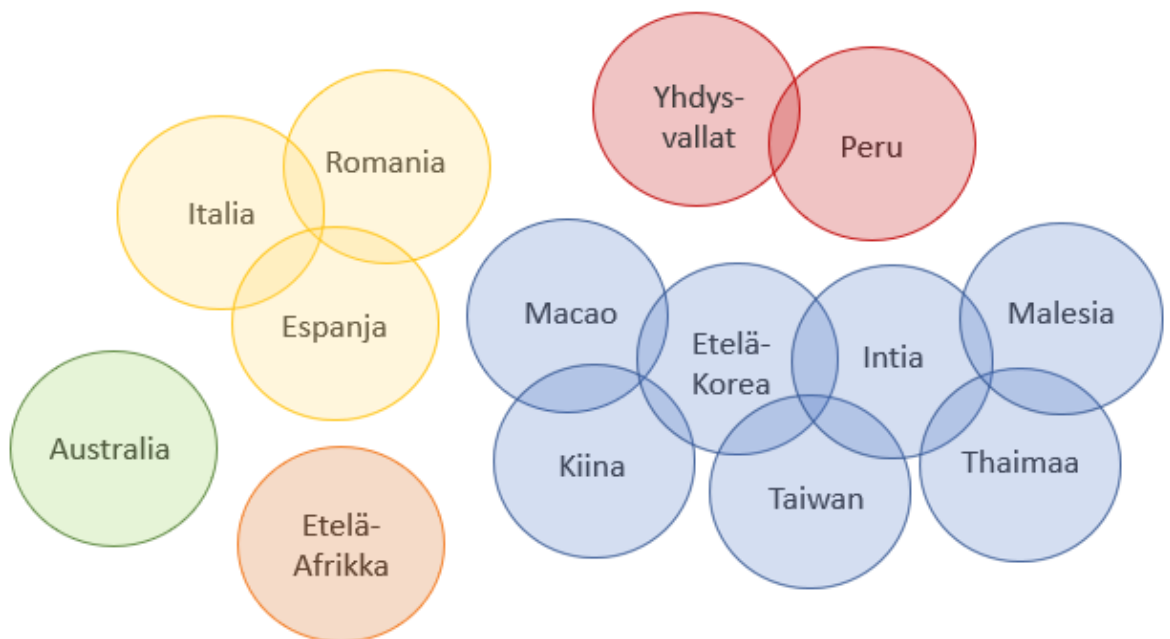 Yhdys-
vallat
Peru
Romania
Italia
Espanja
Macao
Etelä-
Korea
Intia
Malesia
Kiina
Taiwan
Thaimaa
Australia
Etelä-
Afrikka